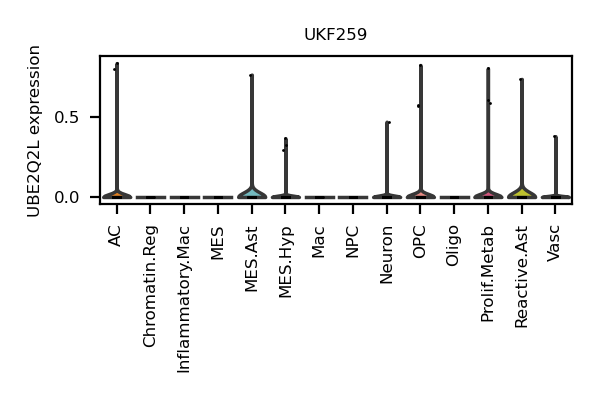 UKF259
UBE2Q2L expression
0.5
0.0
AC
Chromatin.Reg
Inflammatory.Mac
MES
MES.Ast
MES.Hyp
Mac
NPC
Neuron
OPC
Oligo
Prolif.Metab
Reactive.Ast
Vasc